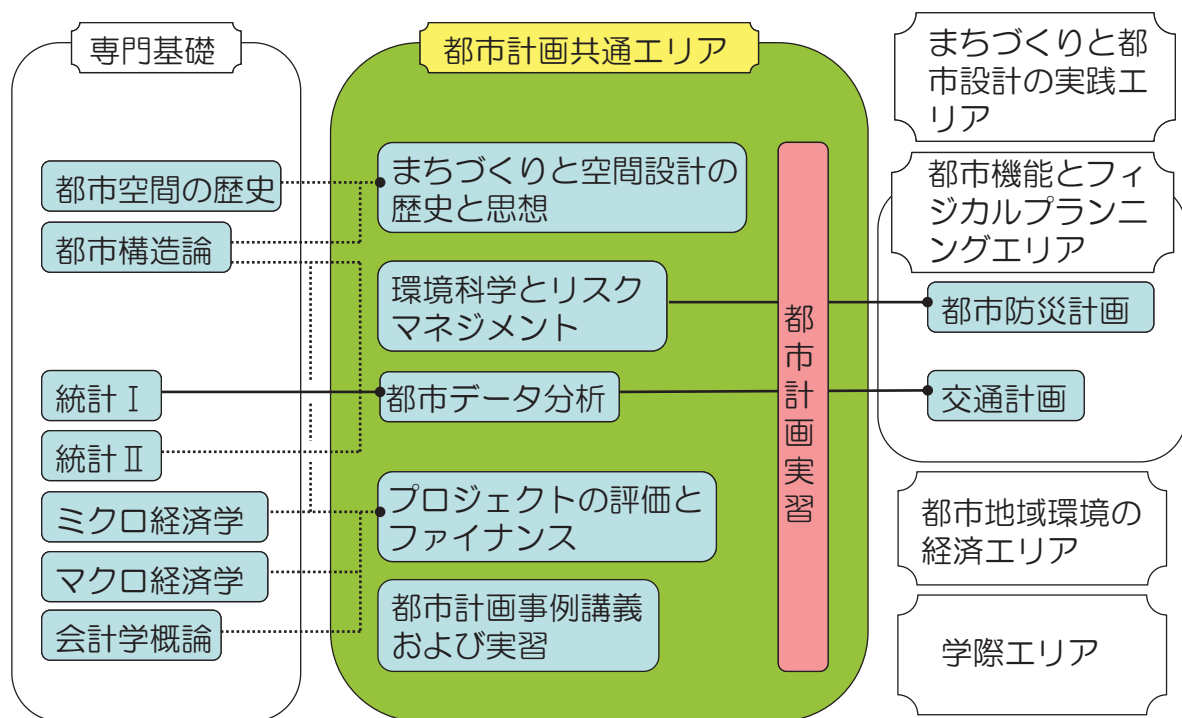 専門基礎
都市空間の歴史
都市構造論
統計Ⅰ
統計Ⅱ
ミクロ経済学
マクロ経済学
会計学概論
都市計画共通エリア
まちづくりと空間設計の
歴史と思想
環境科学とリスク
マネジメント
都市データ分析
プロジェクトの評価と
ファイナンス
都市計画事例講義
および実習
都市計画実習
まちづくりと都
市設計の実践エ
リア
都市機能とフィ
ジカルプランニ
ングエリア
都市防災計画
交通計画
都市地域環境の
経済エリア
学際エリア